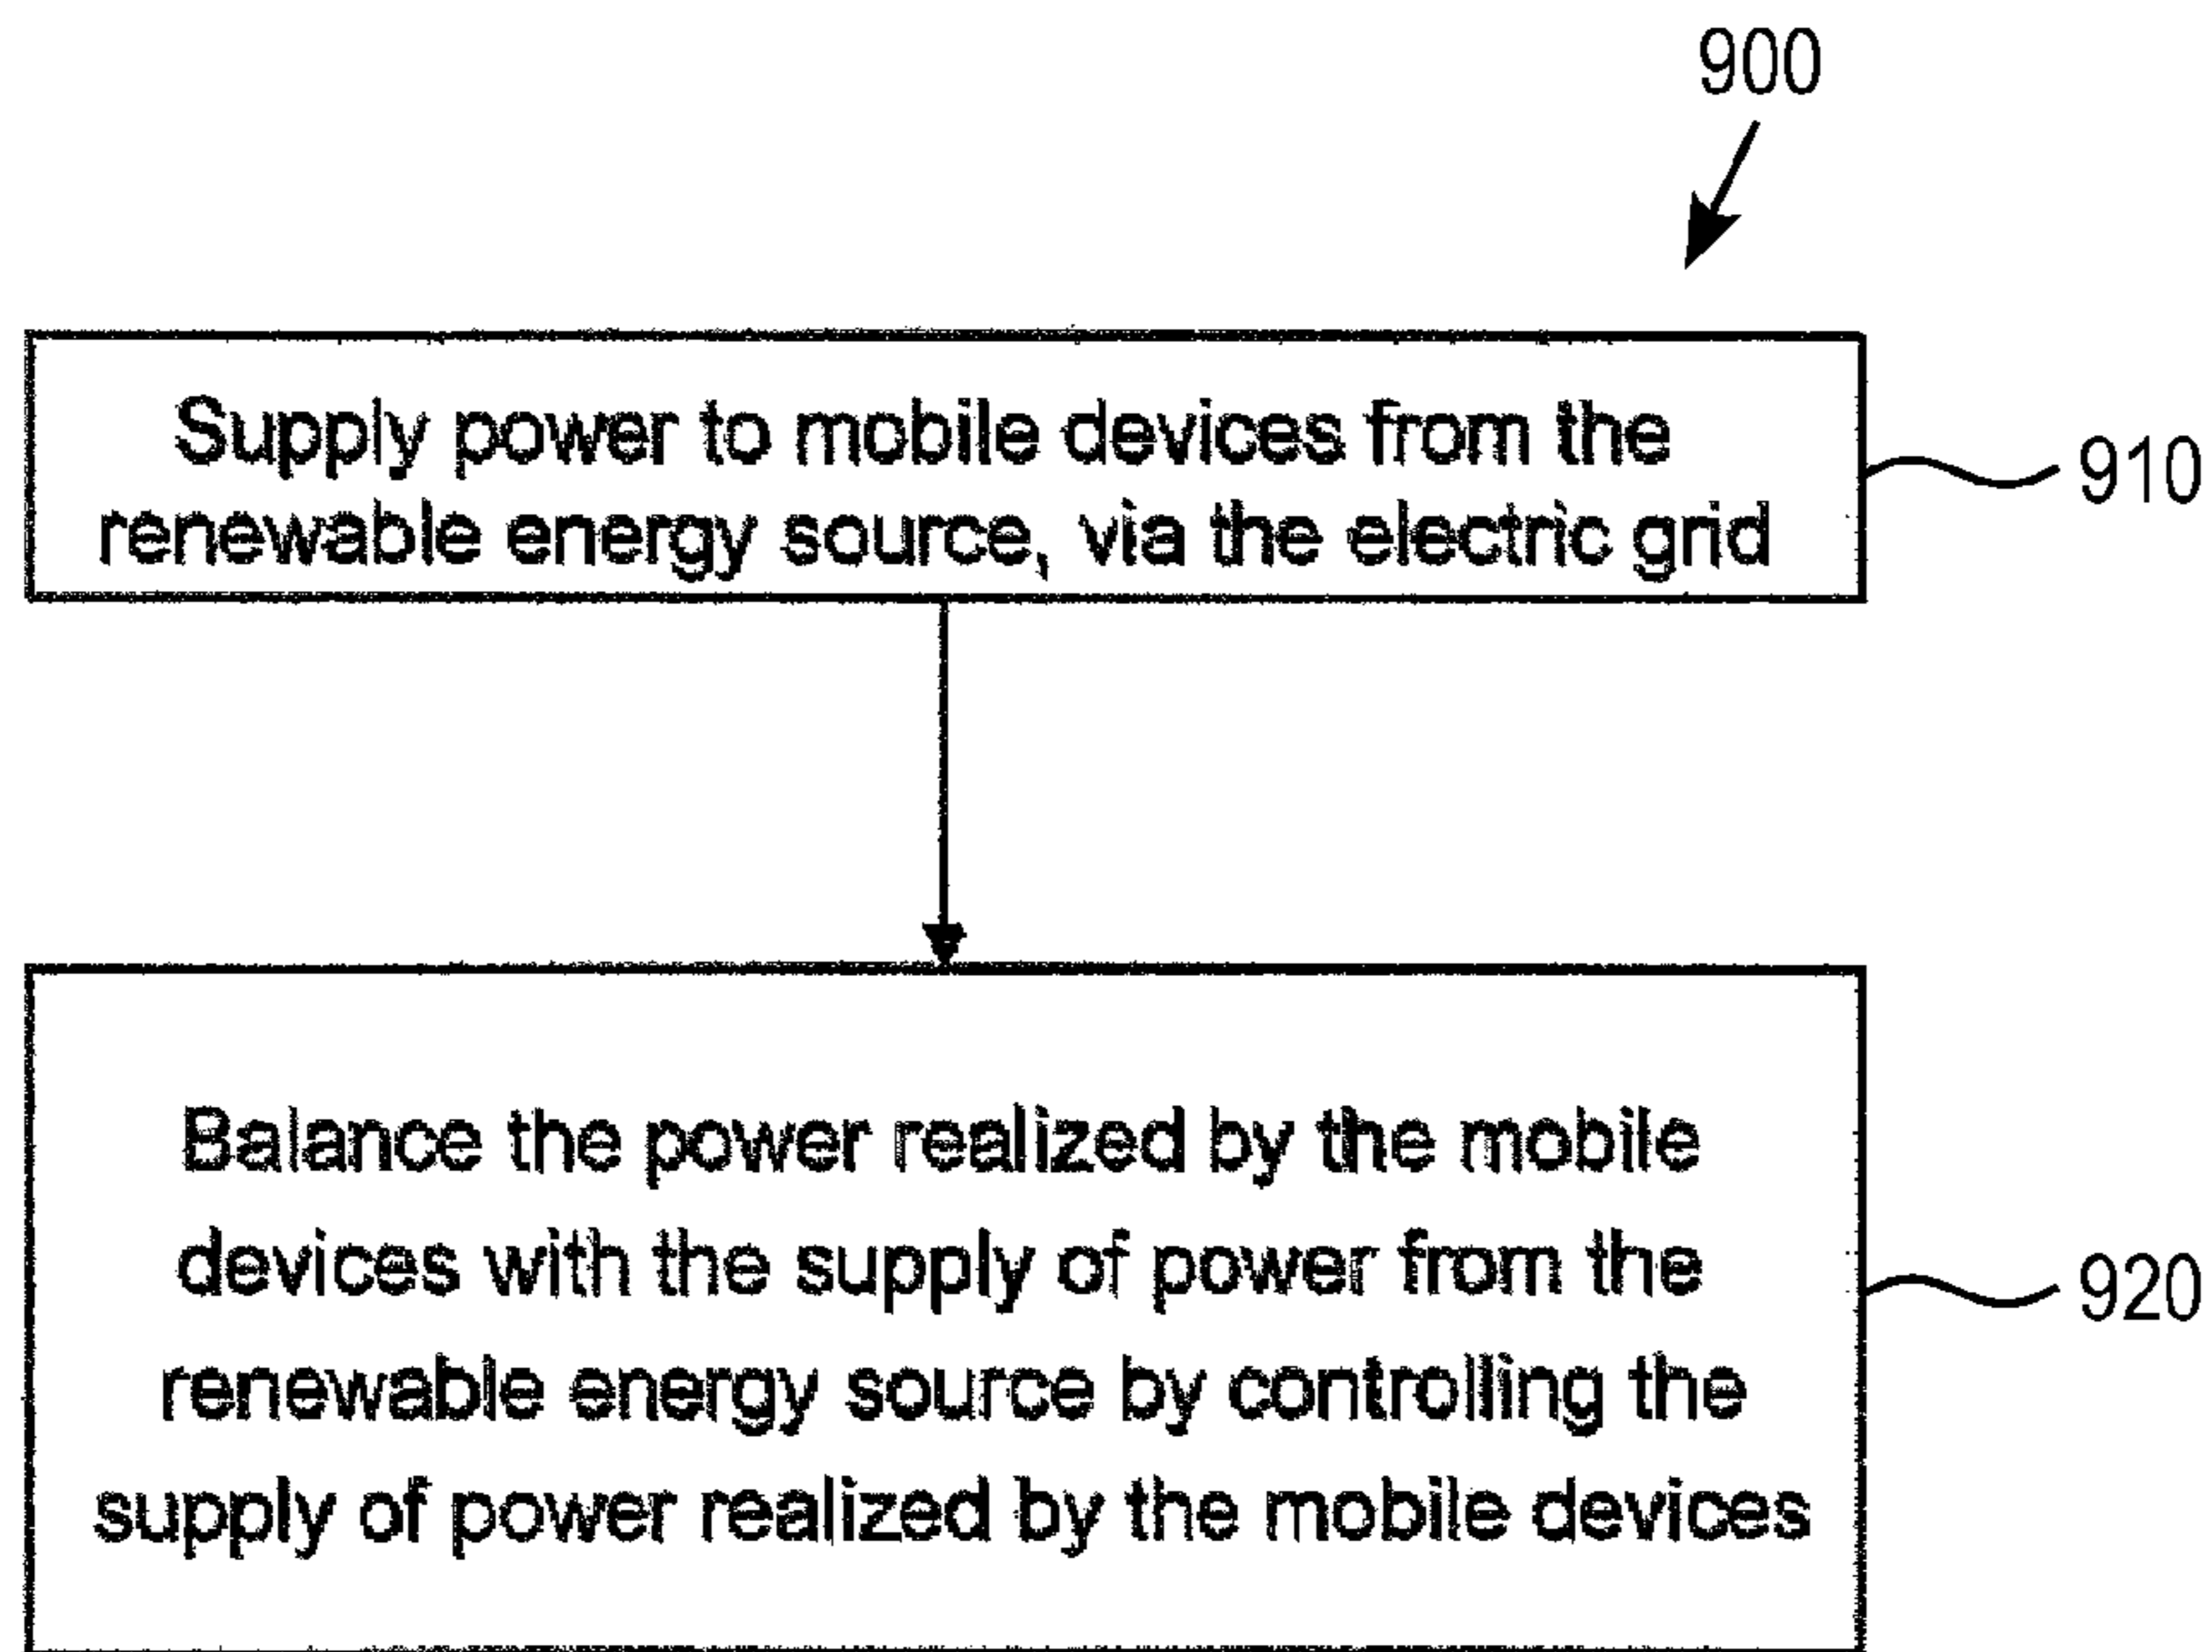 900
Supply power to mobile devices from the
renewable energy source, via the electric grid
910
Balance the power realized by the mobile
devices with the supply of power from the
renewable energy source by controlling the
supply of power realized by the mobile devices
920